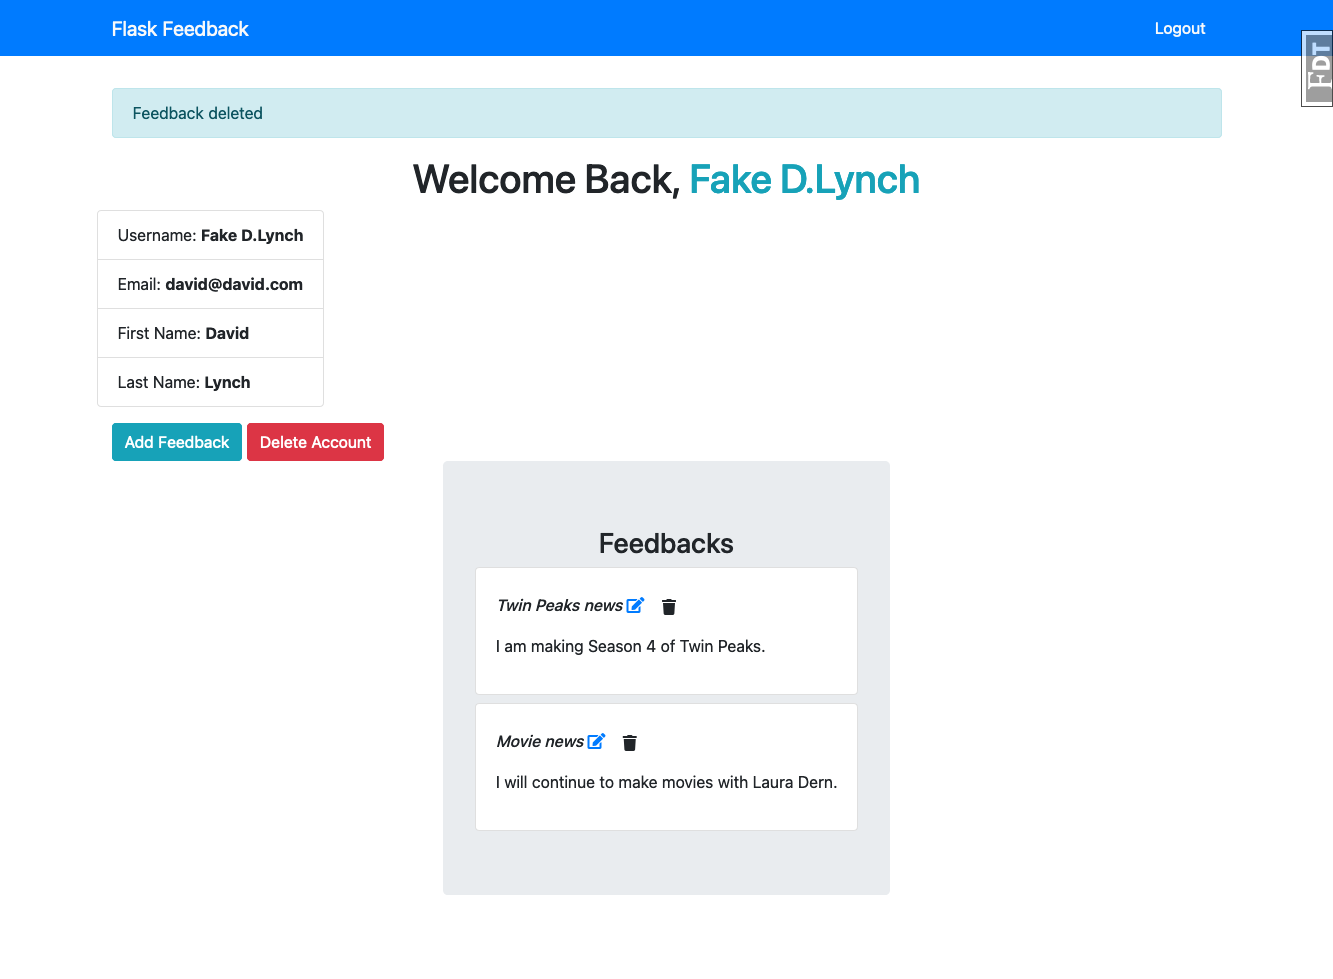 Flask Feedback
Logout
FDT
Feedback deleted
Welcome Back, Fake D.Lynch
Username: Fake D.Lynch
Email: david@david.com
First Name: David
Last Name: Lynch
Add Feedback
Delete Account
Feedbacks
Twin Peaks news
I am making Season 4 of Twin Peaks.
Movie news
I will continue to make movies with Laura Dern.